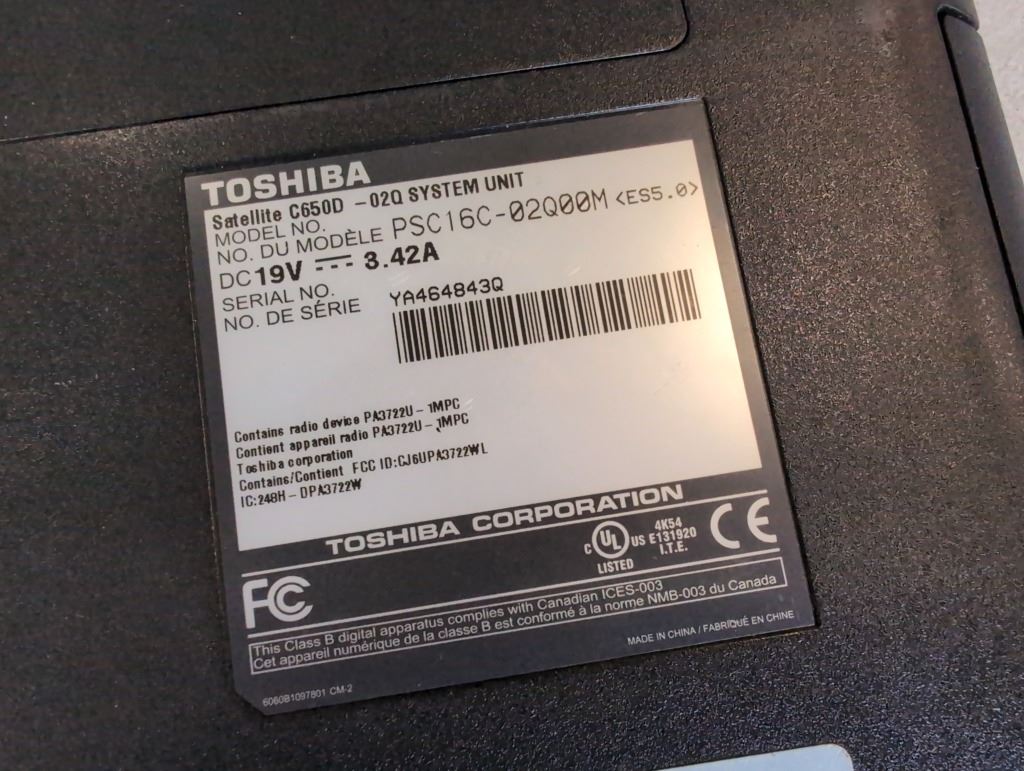 TOSHIBA
Satellite C650D -02Q SYSTEM UNIT
MODEL NO.
NO. DU MODÈLE PSC16C-02Q00M <ES5.0>
DC 19V 3.42A
SERIAL NO.
NO. DE SÉRIE YA464843Q
Contains radio device PA3722U - 1MPC
Contient appareil radio PA3722U - 1MPC
Toshiba corporation
Contains/Contient FCC ID:CJ6UPA3722WL
IC:248H - DPA3722W
TOSHIBA CORPORATION
C UL US LISTED
4K54
E131920
I.T.E.
CE
FC
This Class B digital apparatus complies with Canadian ICES-003
Cet appareil numérique de la classe B est conformé à la norme NMB-003 du Canada
MADE IN CHINA / FABRIQUÉ EN CHINE
6060B1097801 CM-2